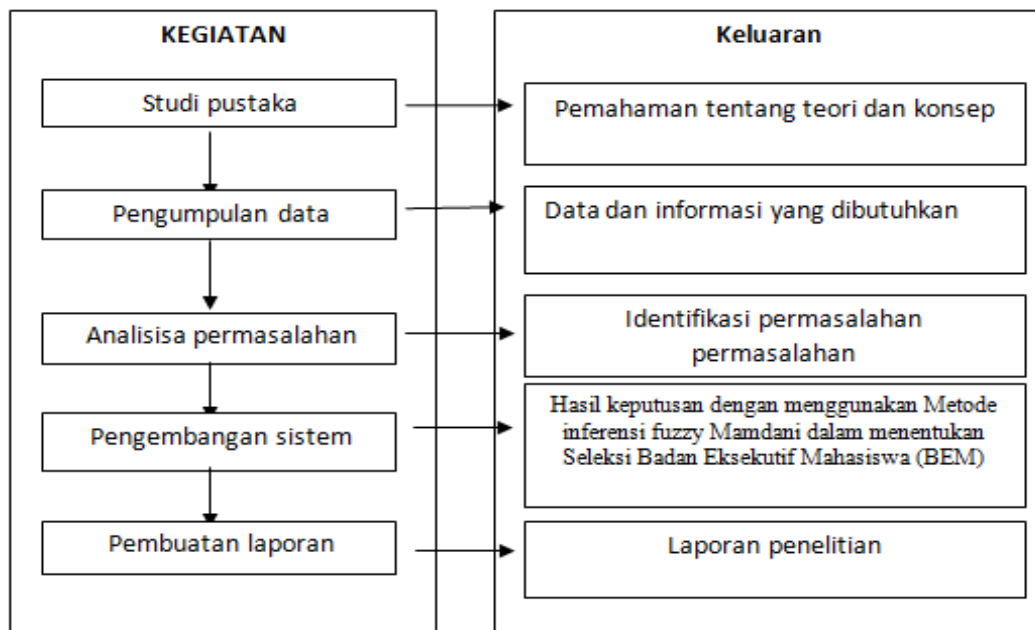 KEGIATAN
Studi pustaka
Pengumpulan data
Analisisa permasalahan
Pengembangan sistem
Pembuatan laporan
Keluaran
Pemahaman tentang teori dan konsep
Data dan informasi yang dibutuhkan
Identifikasi permasalahan
permasalahan
Hasil keputusan dengan menggunakan Metode
inferensi fuzzy Mamdani dalam menentukan
Seleksi Badan Eksekutif Mahasiswa (BEM)
Laporan penelitian